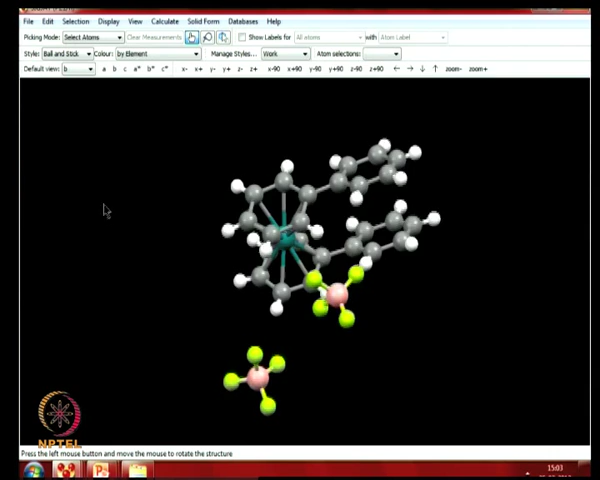 File Edit Selection Display View Calculate Solid Form Databases Help
Picking Mode: Select Atoms Clear Measurements Show Labels for All atoms with Atom Label
Style: Ball and Stick Colour: by Element Manage Styles... Work Atom selections:
Default view: b a b c a* b* c* x- x+ y- y+ z- z+ x-90 x+90 y-90 y+90 z-90 z+90 ← → ↓ ↑ zoom- zoom+
NPTEL
Press the left mouse button and move the mouse to rotate the structure
15:03